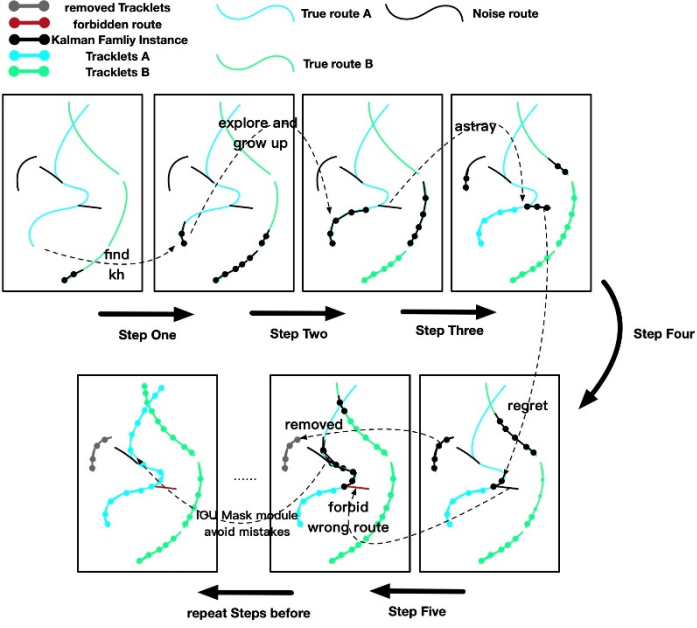 removed Tracklets
forbidden route
Kalman Famliy Instance
Tracklets A
Tracklets B
True route A
Noise route
True route B
explore and
grow up
astray
find
kh
Step One
Step Two
Step Three
Step Four
regret
removed
forbid
wrong route
IOU Mask module
avoid mistakes
......
repeat Steps before
Step Five